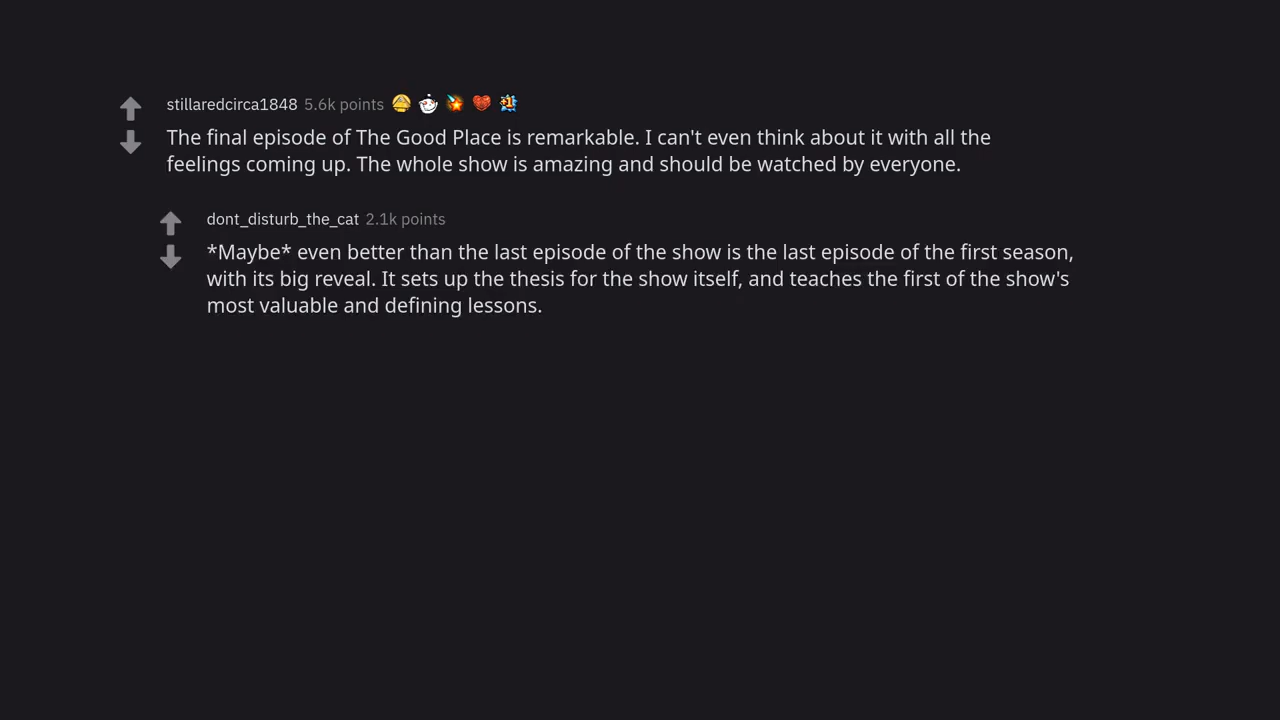 stillaredcirca1848 5.6k points
The final episode of The Good Place is remarkable. I can't even think about it with all the
feelings coming up. The whole show is amazing and should be watched by everyone.
dont_disturb_the_cat 2.1k points
*Maybe* even better than the last episode of the show is the last episode of the first season,
with its big reveal. It sets up the thesis for the show itself, and teaches the first of the show's
most valuable and defining lessons.